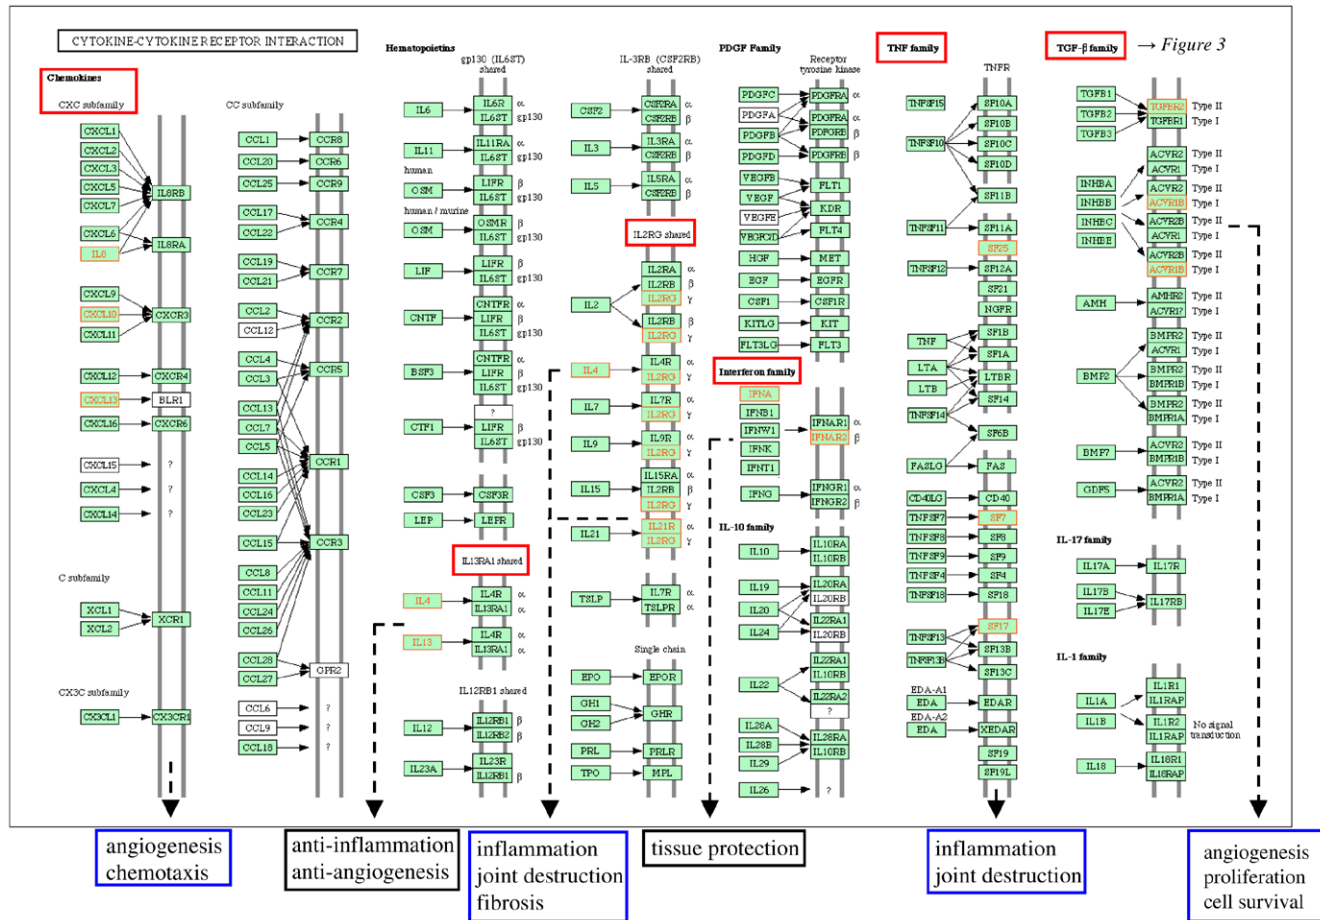 CYTOKINE-CYTOKINE RECEPTOR INTERACTION
Chemokines
CXC subfamily
CXCL1
CXCL2
CXCL3
CXCL5
CXCL7
IL8RB
CXCL6
IL8RA
CXCL9
CXCL10
CXCL11
CXCR3
CXCL12
CXCR4
CXCL13
BLR1
CXCL16
CXCR6
CXCL15
?
CXCL4
?
CXCL14
?
C subfamily
XCL1
XCL2
XCR1
CX3C subfamily
CX3CL1
CX3CR1
CC subfamily
CCL1
CCR8
CCL20
CCR6
CCL25
CCR9
CCL17
CCL22
CCR4
CCL19
CCL21
CCR7
CCL2
CCL12
CCR2
CCL4
CCL3
CCR5
CCL13
CCL7
CCL5
CCR1
CCL14
CCL16
CCL23
CCL15
CCR3
CCL8
CCL11
CCL24
CCL26
CCL28
CCL27
GPR2
CCL6
?
CCL9
?
CCL18
?
Hematopoietins
gp130 (IL6ST)
shared
IL6
IL6R α
IL6ST gp130
IL11
IL11RA α
IL6ST gp130
human
OSM
LIFR β
IL6ST gp130
human / murine
OSM
OSMR β
IL6ST gp130
LIF
LIFR β
IL6ST gp130
CNTF
CNTFR α
LIFR β
IL6ST gp130
BSF3
CNTFR α
LIFR β
IL6ST gp130
CTF1
?
LIFR β
IL6ST gp130
CSF3
CSF3R
LEP
LEPR
IL13RA1 shared
IL4
IL4R α
IL13RA1 α
IL13
IL4R α
IL13RA1 α
IL12RB1 shared
IL12
IL12RB1 β
IL12RB2 β
IL23A
IL23R
IL12RB1 β
IL-3RB (CSF2RB)
shared
CSF2
CSF2RA α
CSF2RB β
IL3
IL3RA α
CSF2RB β
IL5
IL5RA α
CSF2RB β
IL2RG shared
IL2
IL2RA α
IL2RB β
IL2RG γ
IL2RB β
IL2RG γ
IL4
IL4R α
IL2RG γ
IL7
IL7R α
IL2RG γ
IL9
IL9R α
IL2RG γ
IL15
IL15RA α
IL2RB β
IL2RG γ
IL21
IL21R α
IL2RG γ
TSLP
IL7R α
TSLPR α
Single chain
EPO
EPOR
GH1
GH2
GHR
PRL
PRLR
TPO
MPL
PDGF Family
Receptor
tyrosine kinase
PDGFC
PDGFA
PDGFB
PDGFD
PDGFRA α
PDGFRA α
PDFGRB β
PDGFRB β
VEGFB
VEGF
VEGFE
VEGFC/D
FLT1
KDR
FLT4
HGF
MET
EGF
EGFR
CSF1
CSF1R
KITLG
KIT
FLT3LG
FLT3
Interferon family
IFNA
IFNB1
IFNW1
IFNK
IFNT1
IFNAR1 α
IFNAR2 β
IFNG
IFNGR1 α
IFNGR2 β
IL-10 family
IL10
IL10RA
IL10RB
IL19
IL20
IL24
IL20RA
IL20RB
IL22RA1
IL20RB
IL22
IL22RA1
IL10RB
IL22RA2
?
IL28A
IL28B
IL29
IL28RA
IL10RB
IL26
?
TNF family
TNFR
TNFSF15
TNFSF10
SF10A
SF10B
SF10C
SF10D
SF11B
TNFSF11
SF11A
SF25
TNFSF12
SF12A
SF21
NGFR
TNF
SF1B
SF1A
LTA
LTB
LTBR
TNFSF14
SF14
SF6B
FASLG
FAS
CD40LG
CD40
TNFSF7
SF7
TNFSF8
SF8
TNFSF9
SF9
TNFSF4
SF4
TNFSF18
SF18
TNFSF13
TNFSF13B
SF17
SF13B
SF13C
EDA-A1
EDA
EDAR
EDA-A2
EDA
XEDAR
SF19
SF19L
TGF-β family
→ Figure 3
TGFB1
TGFB2
TGFB3
TGFBR2 Type II
TGFBR1 Type I
INHBA
INHBB
INHBC
INHBE
ACVR2 Type II
ACVR1 Type I
ACVR2 Type II
ACVR1B Type I
ACVR2B Type II
ACVR1 Type I
ACVR2B Type II
ACVR1B Type I
AMH
AMHR2 Type II
ACVR1? Type I
BMP2
BMPR2 Type II
ACVR1 Type I
BMPR2 Type II
BMPR1B Type I
BMPR2 Type II
BMPR1A Type I
BMP7
ACVR2 Type II
BMPR1B Type I
GDF5
ACVR2 Type II
BMPR1A Type I
IL-17 family
IL17A
IL17R
IL17B
IL17E
IL17RB
IL-1 family
IL1A
IL1B
IL1R1
IL1RAP
IL1R2
IL1RAP
No signal
transduction
IL18
IL18R1
IL18RAP
angiogenesis
chemotaxis
anti-inflammation
anti-angiogenesis
inflammation
joint destruction
fibrosis
tissue protection
inflammation
joint destruction
angiogenesis
proliferation
cell survival